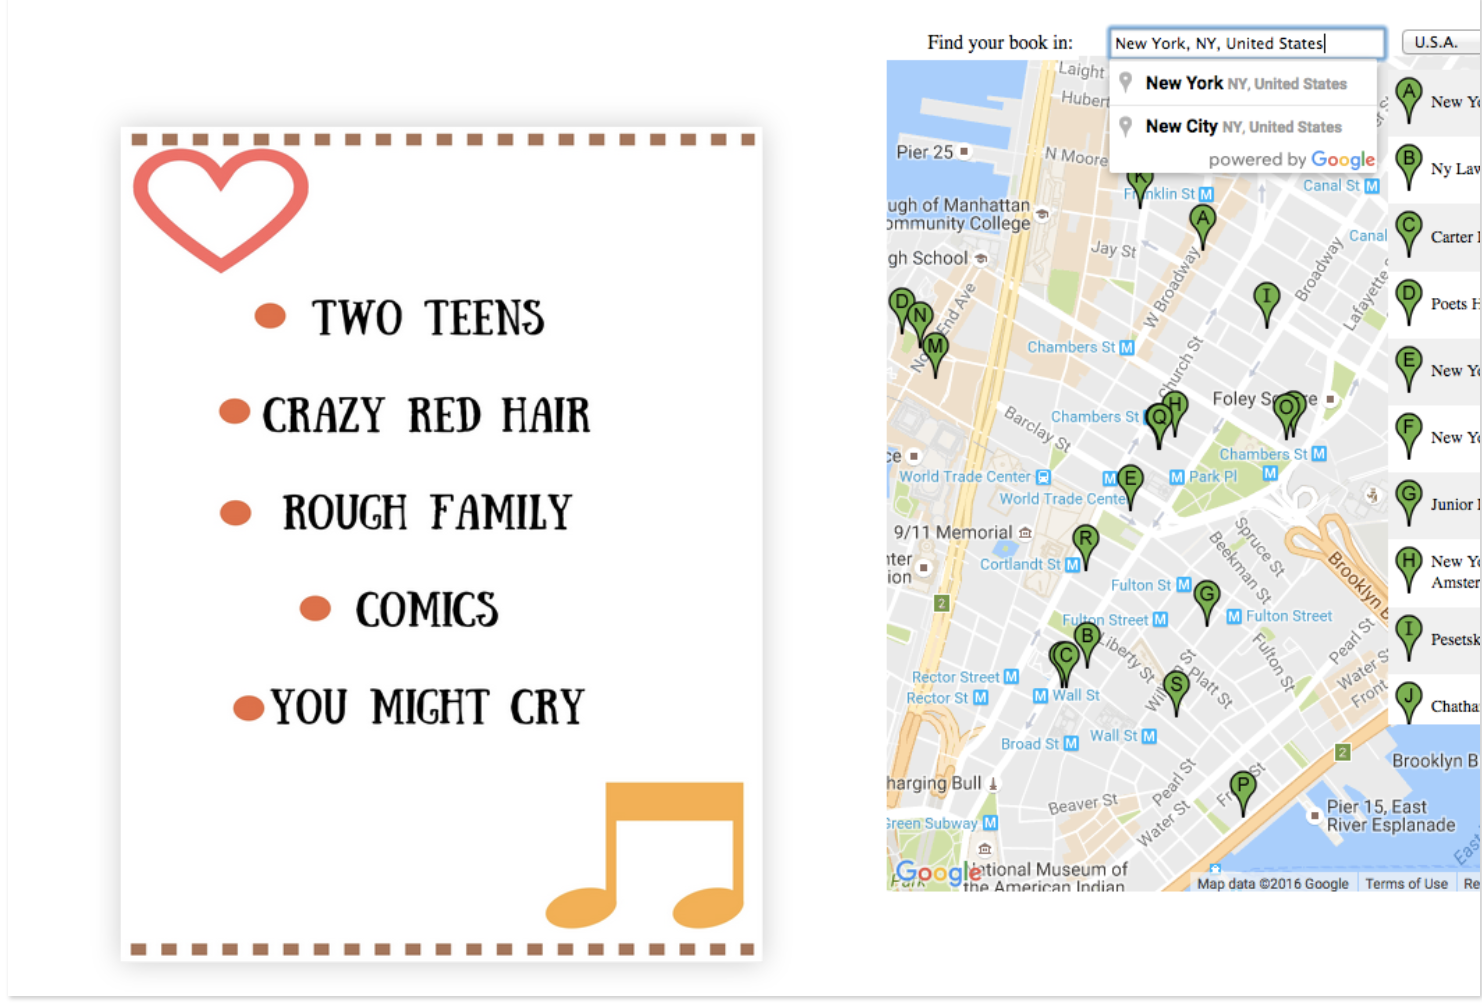 TWO TEENS
CRAZY RED HAIR
ROUGH FAMILY
COMICS
YOU MIGHT CRY
Find your book in:
New York, NY, United States
U.S.A.
New York NY, United States
New City NY, United States
powered by Google
Laight
Hubert
Pier 25
N Moore
Franklin St
Canal St
K
A
ugh of Manhattan
ommunity College
Jay St
Canal
gh School
Broadway
W Broadway
Lafayette
I
D
N
M
End Ave
Chambers St
Church St
Foley Square
Barclay St
Chambers St
Q
H
O
Chambers St
World Trade Center
Park Pl
World Trade Center
E
9/11 Memorial
Spruce St
Beekman St
R
Cortlandt St
Brooklyn B
2
Fulton St
G
Fulton Street
Fulton Street
B
C
Liberty St
Fulton St
Pearl St
Water S
Front
Rector Street
Rector St
Wall St
S
Platt St
Broad St
Wall St
2
Brooklyn B
harging Bull
Pearl St
P
Beaver St
Water St
Pier 15, East
River Esplanade
Green Subway
East
Google
National Museum of
the American Indian
Park
Map data ©2016 Google
Terms of Use
Re
A
New Yo
B
Ny Law
C
Carter
D
Poets H
E
New Yo
F
New Yo
G
Junior
H
New Yo
Amster
I
Pesetsk
J
Chatha